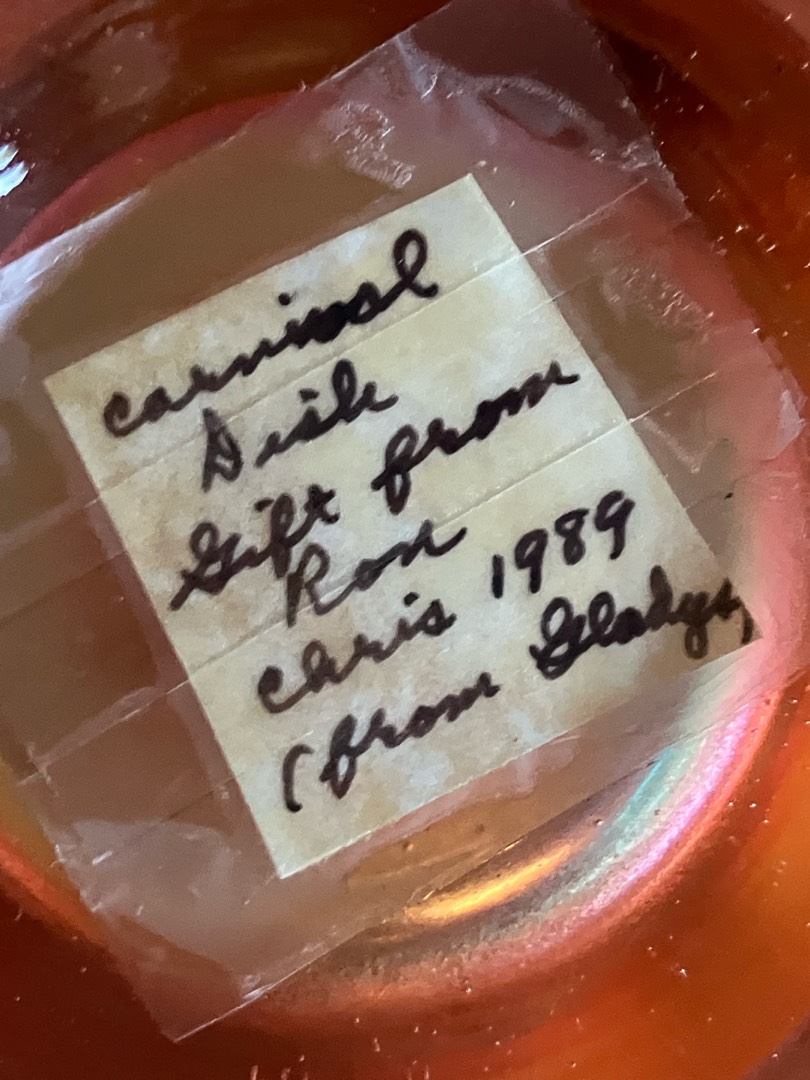 carnival
Dish
Gift from
Ron
Chris 1989
(from Gladys)